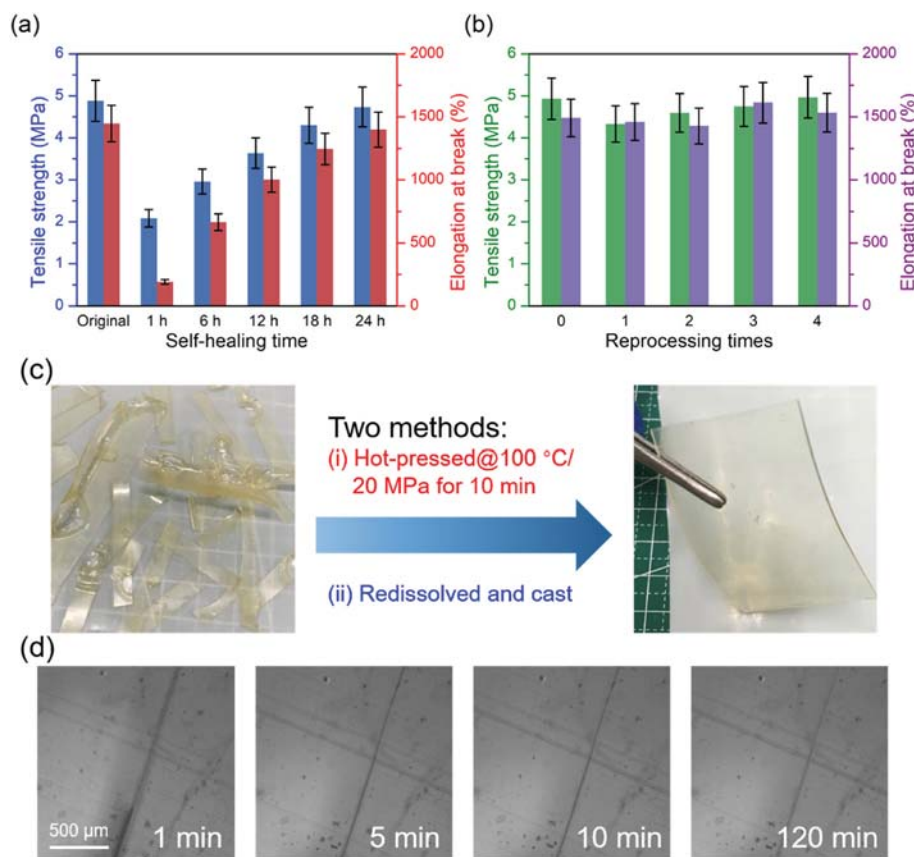 (a)
Tensile strength (MPa)
6
5
4
3
2
1
0
2000
1500
1000
500
0
Elongation at break (%)
Original 1 h 6 h 12 h 18 h 24 h
Self-healing time
(b)
Tensile strength (MPa)
6
5
4
3
2
1
0
2000
1500
1000
500
0
Elongation at break (%)
0 1 2 3 4
Reprocessing times
(c)
Two methods:
(i) Hot-pressed@100 °C/
20 MPa for 10 min
(ii) Redissolved and cast
(d)
500 µm
1 min
5 min
10 min
120 min